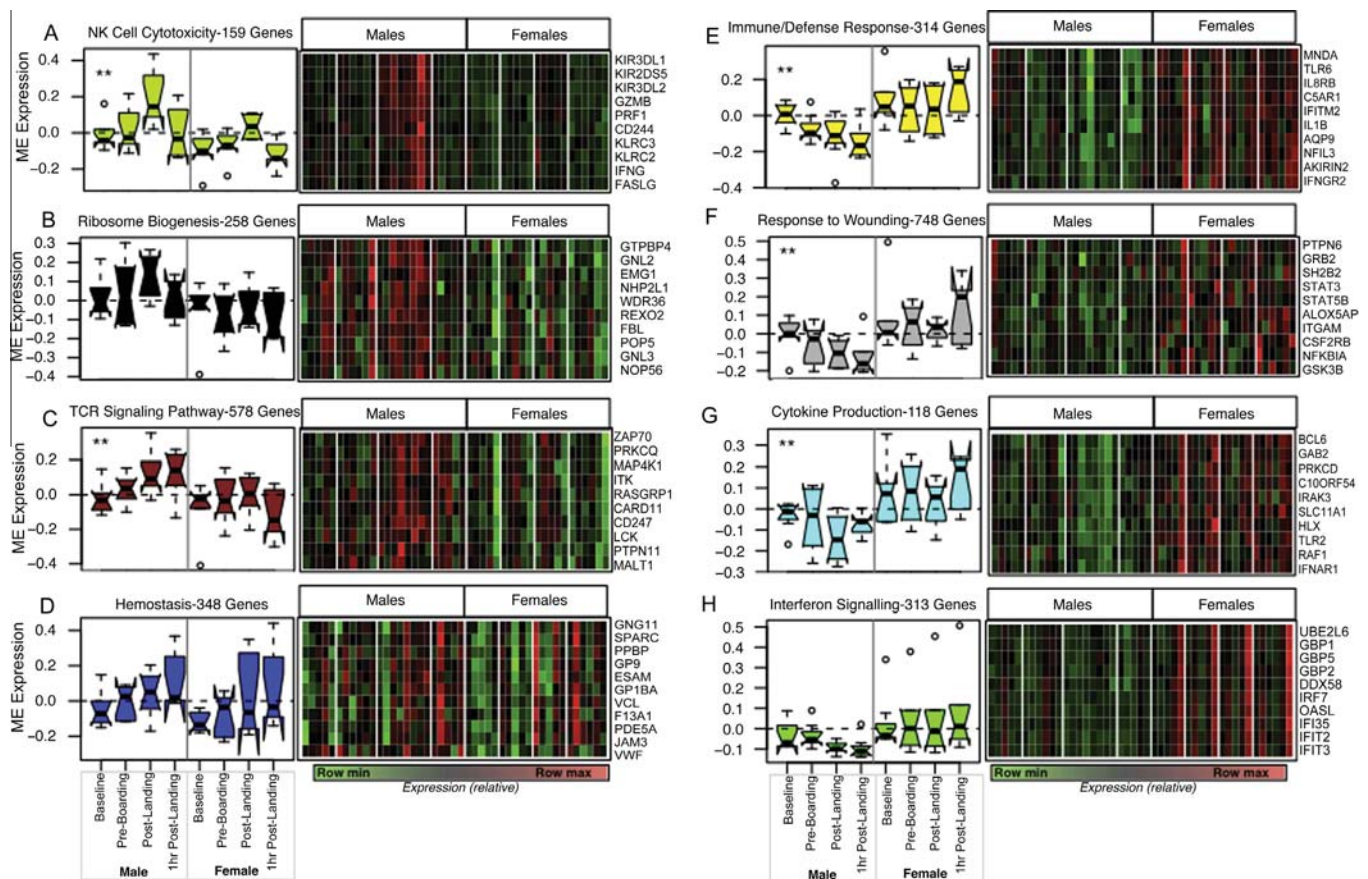 A
NK Cell Cytotoxicity-159 Genes
Males
Females
ME Expression
0.4
0.2
0.0
−0.2
**
KIR3DL1
KIR2DS5
KIR3DL2
GZMB
PRF1
CD244
KLRC3
KLRC2
IFNG
FASLG
B
Ribosome Biogenesis-258 Genes
ME Expression
0.3
0.2
0.1
0.0
−0.1
−0.2
−0.3
−0.4
GTPBP4
GNL2
EMG1
NHP2L1
WDR36
REXO2
FBL
POP5
GNL3
NOP56
C
TCR Signaling Pathway-578 Genes
Males
Females
ME Expression
0.2
0.0
−0.2
−0.4
**
ZAP70
PRKCQ
MAP4K1
ITK
RASGRP1
CARD11
CD247
LCK
PTPN11
MALT1
D
Hemostasis-348 Genes
Males
Females
ME Expression
0.4
0.2
0.0
−0.2
GNG11
SPARC
PPBP
GP9
ESAM
GP1BA
VCL
F13A1
PDE5A
JAM3
VWF
Row min
Row max
Expression (relative)
Baseline
Pre-Boarding
Post-Landing
1hr Post-Landing
Baseline
Pre-Boarding
Post-Landing
1hr Post-Landing
Male
Female
E
Immune/Defense Response-314 Genes
Males
Females
0.2
0.0
−0.2
−0.4
**
MNDA
TLR6
IL8RB
C5AR1
IFITM2
IL1B
AQP9
NFIL3
AKIRIN2
IFNGR2
F
Response to Wounding-748 Genes
Males
Females
0.5
0.4
0.3
0.2
0.1
0.0
−0.1
−0.2
**
PTPN6
GRB2
SH2B2
STAT3
STAT5B
ALOX5AP
ITGAM
CSF2RB
NFKBIA
GSK3B
G
Cytokine Production-118 Genes
Males
Females
0.3
0.2
0.1
0.0
−0.1
−0.2
−0.3
**
BCL6
GAB2
PRKCD
C10ORF54
IRAK3
SLC11A1
HLX
TLR2
RAF1
IFNAR1
H
Interferon Signalling-313 Genes
Males
Females
0.5
0.4
0.3
0.2
0.1
0.0
−0.1
UBE2L6
GBP1
GBP5
GBP2
DDX58
IRF7
OASL
IFI35
IFIT2
IFIT3
Row min
Row max
Expression (relative)
Baseline
Pre-Boarding
Post-Landing
1hr Post-Landing
Baseline
Pre-Boarding
Post-Landing
1hr Post-Landing
Male
Female